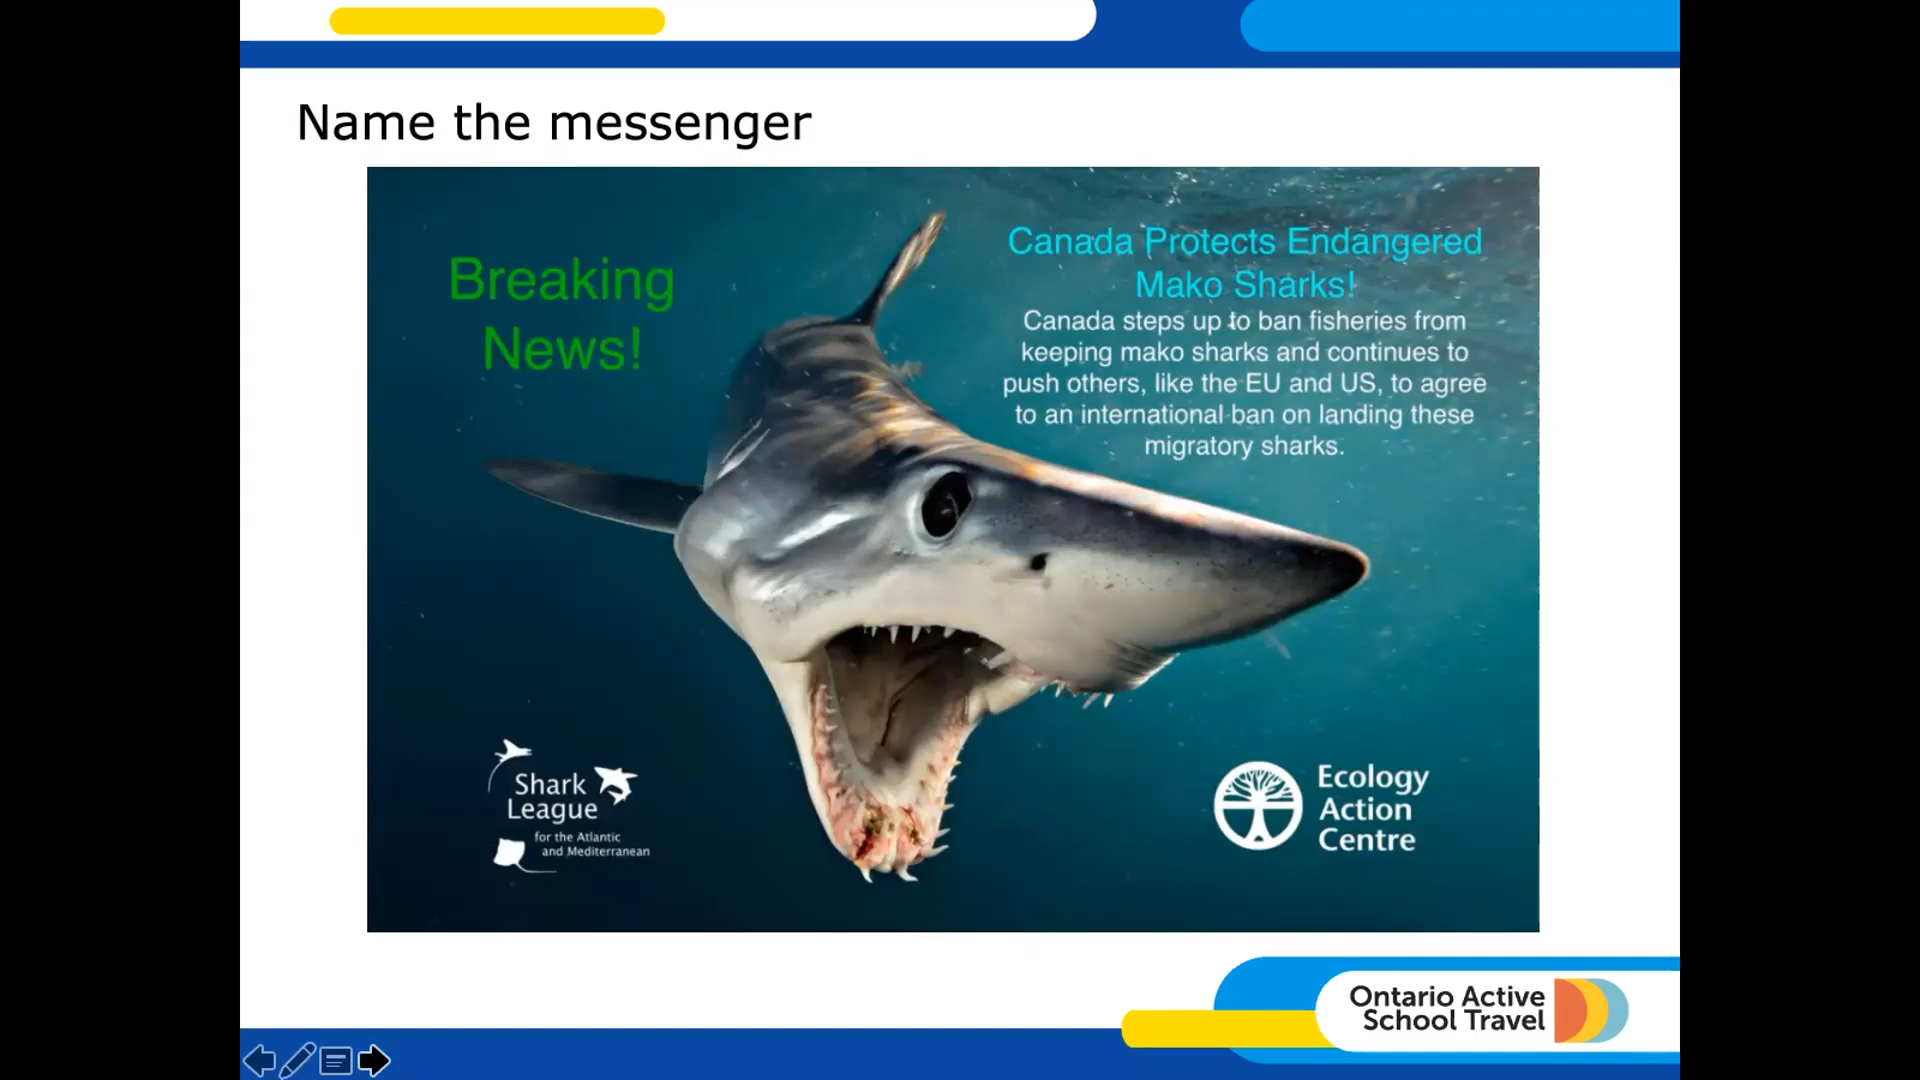 Name the messenger
Breaking
News!
Canada Protects Endangered
Mako Sharks!
Canada steps up to ban fisheries from
keeping mako sharks and continues to
push others, like the EU and US, to agree
to an international ban on landing these
migratory sharks.
Shark
League
for the Atlantic
and Mediterranean
Ecology
Action
Centre
Ontario Active
School Travel